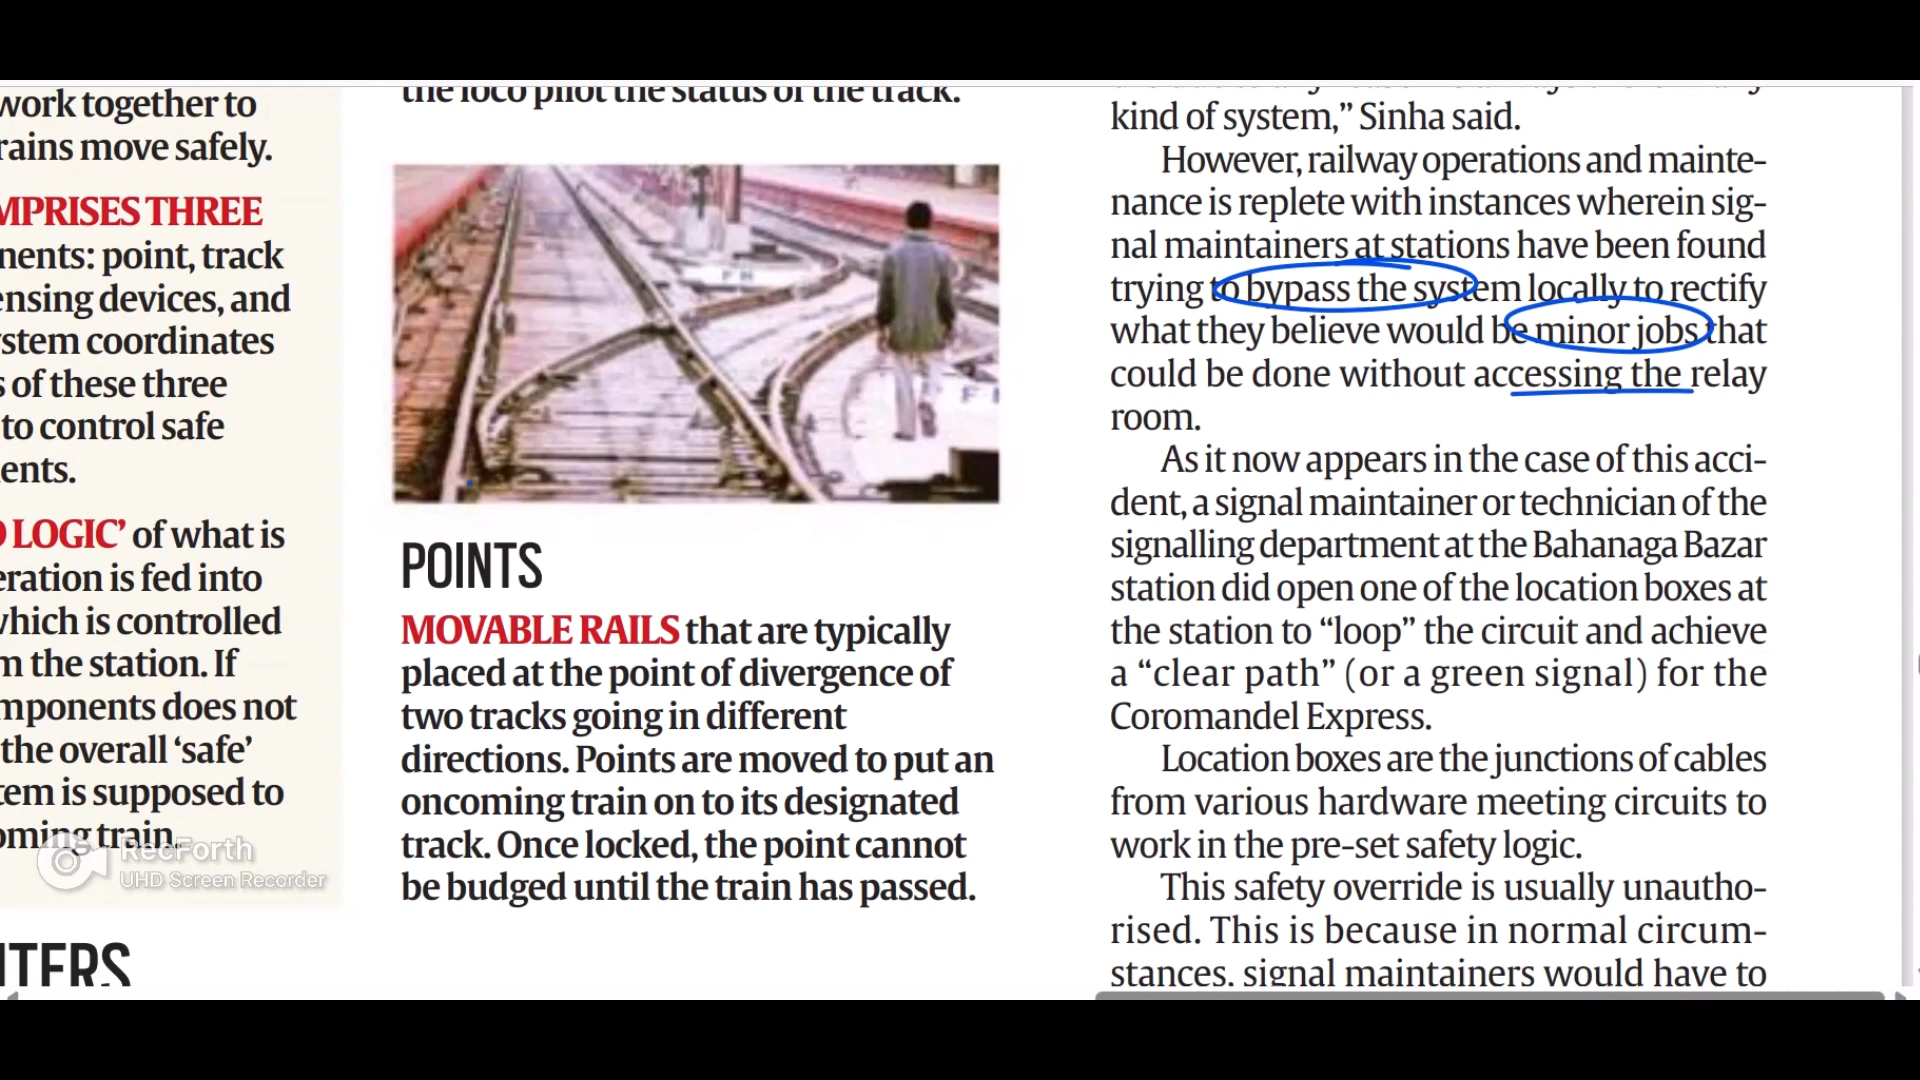 work together to
rains move safely.
MPRISES THREE
nents: point, track
ensing devices, and
ystem coordinates
s of these three
to control safe
ents.
D LOGIC’ of what is
eration is fed into
which is controlled
m the station. If
mponents does not
the overall ‘safe’
tem is supposed to
oming train.
RecForth
UHD Screen Recorder
the loco pilot the status of the track.
POINTS
MOVABLE RAILS that are typically
placed at the point of divergence of
two tracks going in different
directions. Points are moved to put an
oncoming train on to its designated
track. Once locked, the point cannot
be budged until the train has passed.
kind of system,” Sinha said.
However, railway operations and mainte-
nance is replete with instances wherein sig-
nal maintainers at stations have been found
trying to bypass the system locally to rectify
what they believe would be minor jobs that
could be done without accessing the relay
room.
As it now appears in the case of this acci-
dent, a signal maintainer or technician of the
signalling department at the Bahanaga Bazar
station did open one of the location boxes at
the station to “loop” the circuit and achieve
a “clear path” (or a green signal) for the
Coromandel Express.
Location boxes are the junctions of cables
from various hardware meeting circuits to
work in the pre-set safety logic.
This safety override is usually unautho-
rised. This is because in normal circum-
stances, signal maintainers would have to